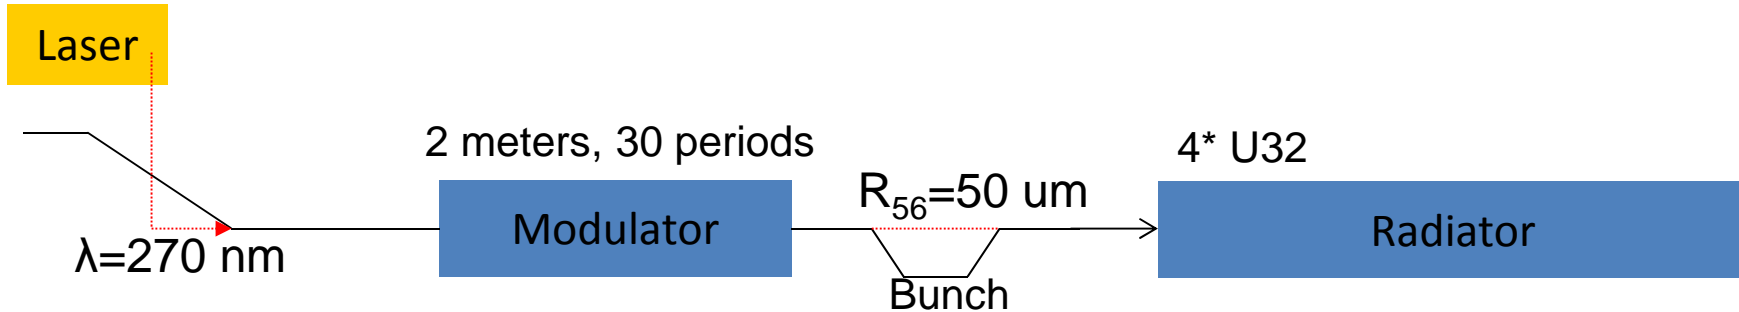 Laser
2 meters, 30 periods
4* U32
R₅₆=50 um
Modulator
Radiator
λ=270 nm
Bunch